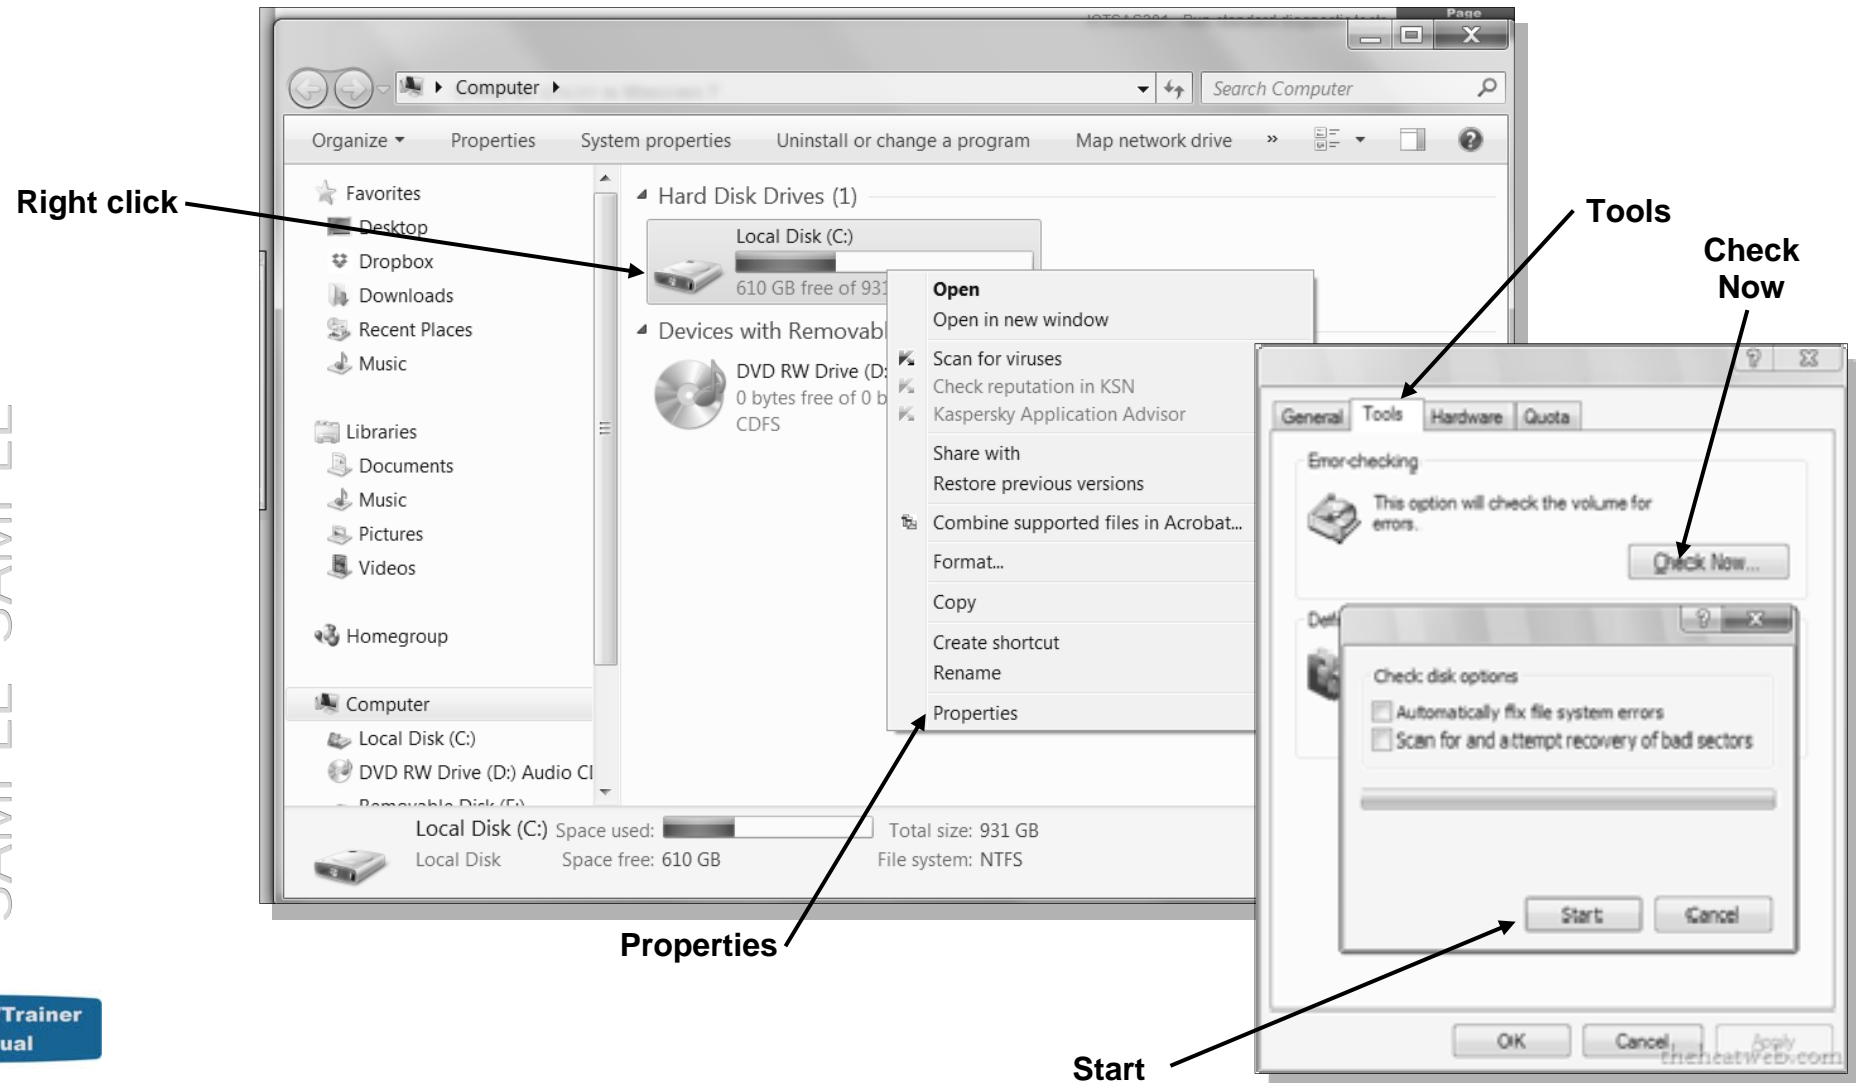 Page
Computer
Search Computer
Organize
Properties
System properties
Uninstall or change a program
Map network drive
»
Favorites
Desktop
Dropbox
Downloads
Recent Places
Music
Libraries
Documents
Music
Pictures
Videos
Homegroup
Computer
Local Disk (C:)
DVD RW Drive (D:) Audio CI
Removable Disk (F:)
Hard Disk Drives (1)
Local Disk (C:)
610 GB free of 931
Devices with Removabl
DVD RW Drive (D:
0 bytes free of 0 b
CDFS
Open
Open in new window
Scan for viruses
Check reputation in KSN
Kaspersky Application Advisor
Share with
Restore previous versions
Combine supported files in Acrobat...
Format...
Copy
Create shortcut
Rename
Properties
Local Disk (C:) Space used: Total size: 931 GB
Local Disk Space free: 610 GB File system: NTFS
Right click
Properties
Tools
Check
Now
Start
General Tools Hardware Quota
Error-checking
This option will check the volume for
errors.
Check Now...
Check disk options
Automatically fix file system errors
Scan for and attempt recovery of bad sectors
Start Cancel
OK Cancel Apply
theheatweb.com
Trainer
ual